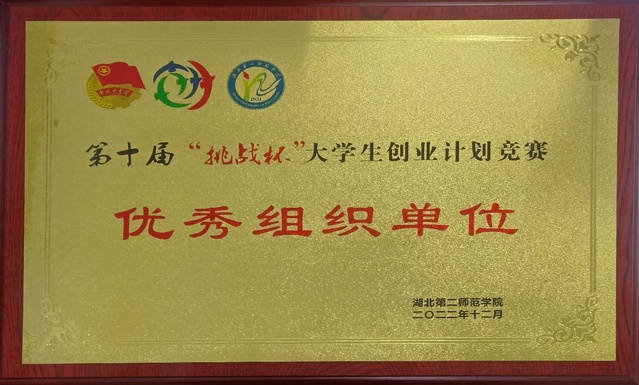 第十届“挑战杯”大学生创业计划竞赛
优秀组织单位
湖北第二师范学院
二〇二二年十二月
1931